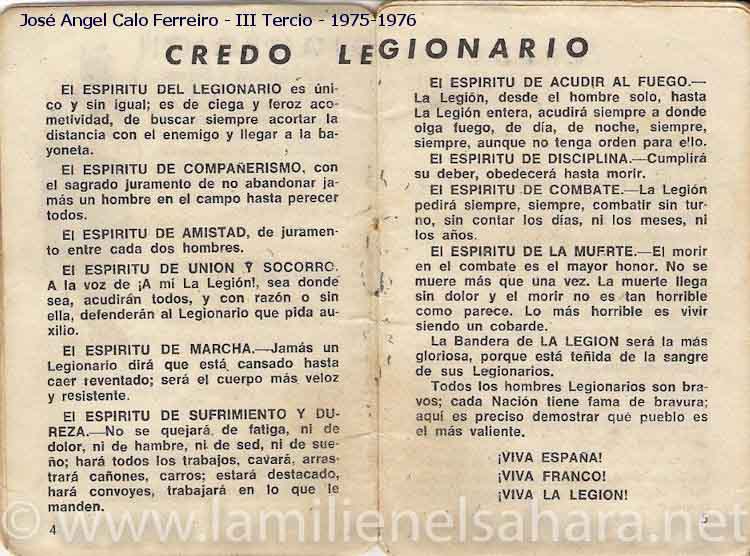 José Angel Calo Ferreiro - III Tercio - 1975-1976
CREDO LEGIONARIO
El ESPIRITU DEL LEGIONARIO es úni-
co y sin igual; es de ciega y feroz aco-
metividad, de buscar siempre acortar la
distancia con el enemigo y llegar a la ba-
yoneta.
El ESPIRITU DE COMPAÑERISMO, con
el sagrado juramento de no abandonar ja-
más un hombre en el campo hasta perecer
todos.
El ESPIRITU DE AMISTAD, de juramen-
to entre cada dos hombres.
El ESPIRITU DE UNION Y SOCORRO.
A la voz de ¡A mí La Legión!, sea donde
sea, acudirán todos, y con razón o sin
ella, defenderán al Legionario que pida au-
xilio.
El ESPIRITU DE MARCHA.—Jamás un
Legionario dirá que está cansado hasta
caer reventado; será el cuerpo más veloz
y resistente.
El ESPIRITU DE SUFRIMIENTO Y DU-
REZA.—No se quejará de fatiga, ni de
dolor, ni de hambre, ni de sed, ni de sue-
ño; hará todos los trabajos, cavará, arras-
trará cañones, carros; estará destacado,
hará convoyes, trabajará en lo que le
manden.
4
El ESPIRITU DE ACUDIR AL FUEGO.—
La Legión, desde el hombre solo, hasta
La Legión entera, acudirá siempre a donde
oiga fuego, de día, de noche, siempre,
siempre, aunque no tenga orden para ello.
El ESPIRITU DE DISCIPLINA.—Cumplirá
su deber, obedecerá hasta morir.
El ESPIRITU DE COMBATE.—La Legión
pedirá siempre, siempre, combatir sin tur-
no, sin contar los días, ni los meses, ni
los años.
El ESPIRITU DE LA MUERTE.—El morir
en el combate es el mayor honor. No se
muere más que una vez. La muerte llega
sin dolor y el morir no es tan horrible
como parece. Lo más horrible es vivir
siendo un cobarde.
La Bandera de LA LEGION será la más
gloriosa, porque está teñida de la sangre
de sus Legionarios.
Todos los hombres Legionarios son bra-
vos; cada Nación tiene fama de bravura;
aquí es preciso demostrar qué pueblo es
el más valiente.
¡VIVA ESPAÑA!
¡VIVA FRANCO!
¡VIVA LA LEGION!
5
© www.lamilienelsahara.net